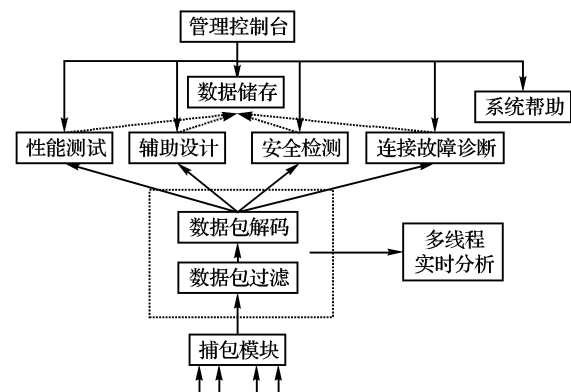 管理控制台
数据储存
系统帮助
性能测试
辅助设计
安全检测
连接故障诊断
数据包解码
多线程
实时分析
数据包过滤
捕包模块